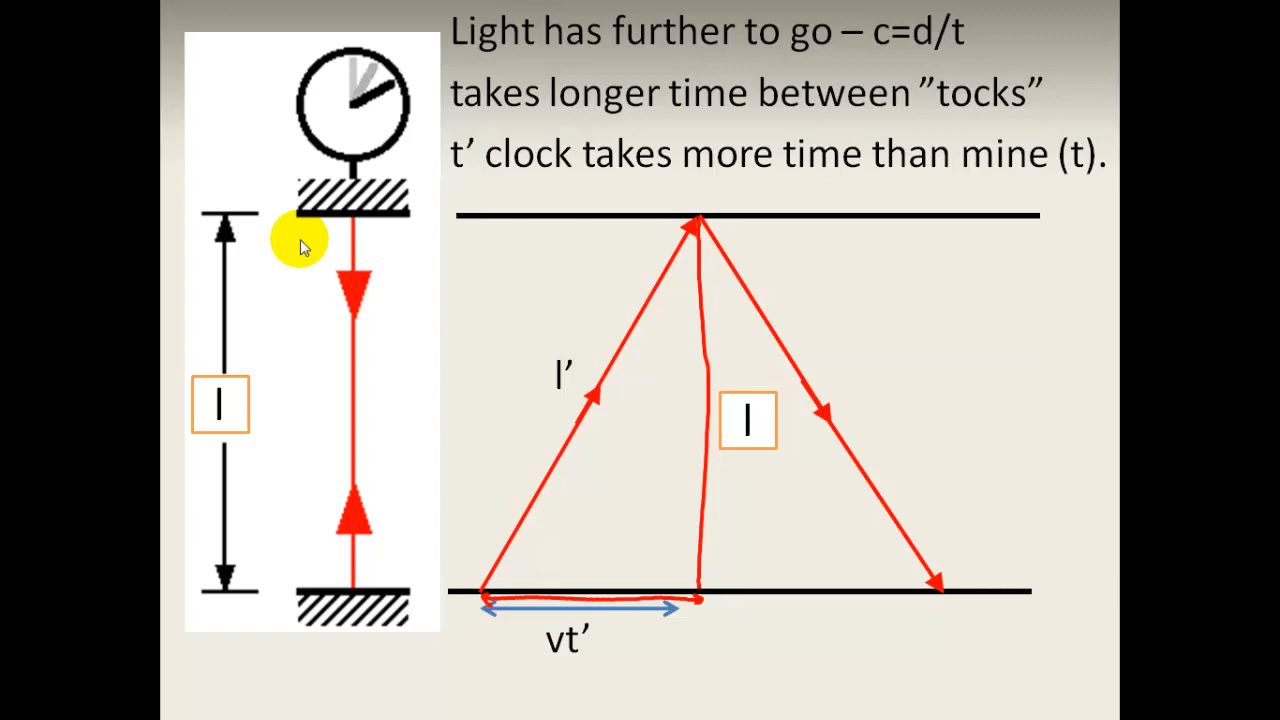 Light has further to go – c=d/t
takes longer time between ”tocks”
t’ clock takes more time than mine (t).
l
l’
l
vt’